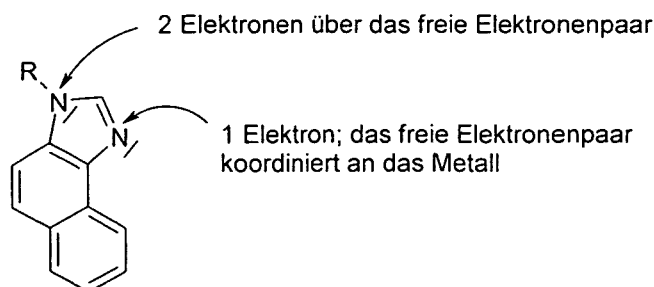 2 Elektronen über das freie Elektronenpaar
R
N
N
1 Elektron; das freie Elektronenpaar
koordiniert an das Metall